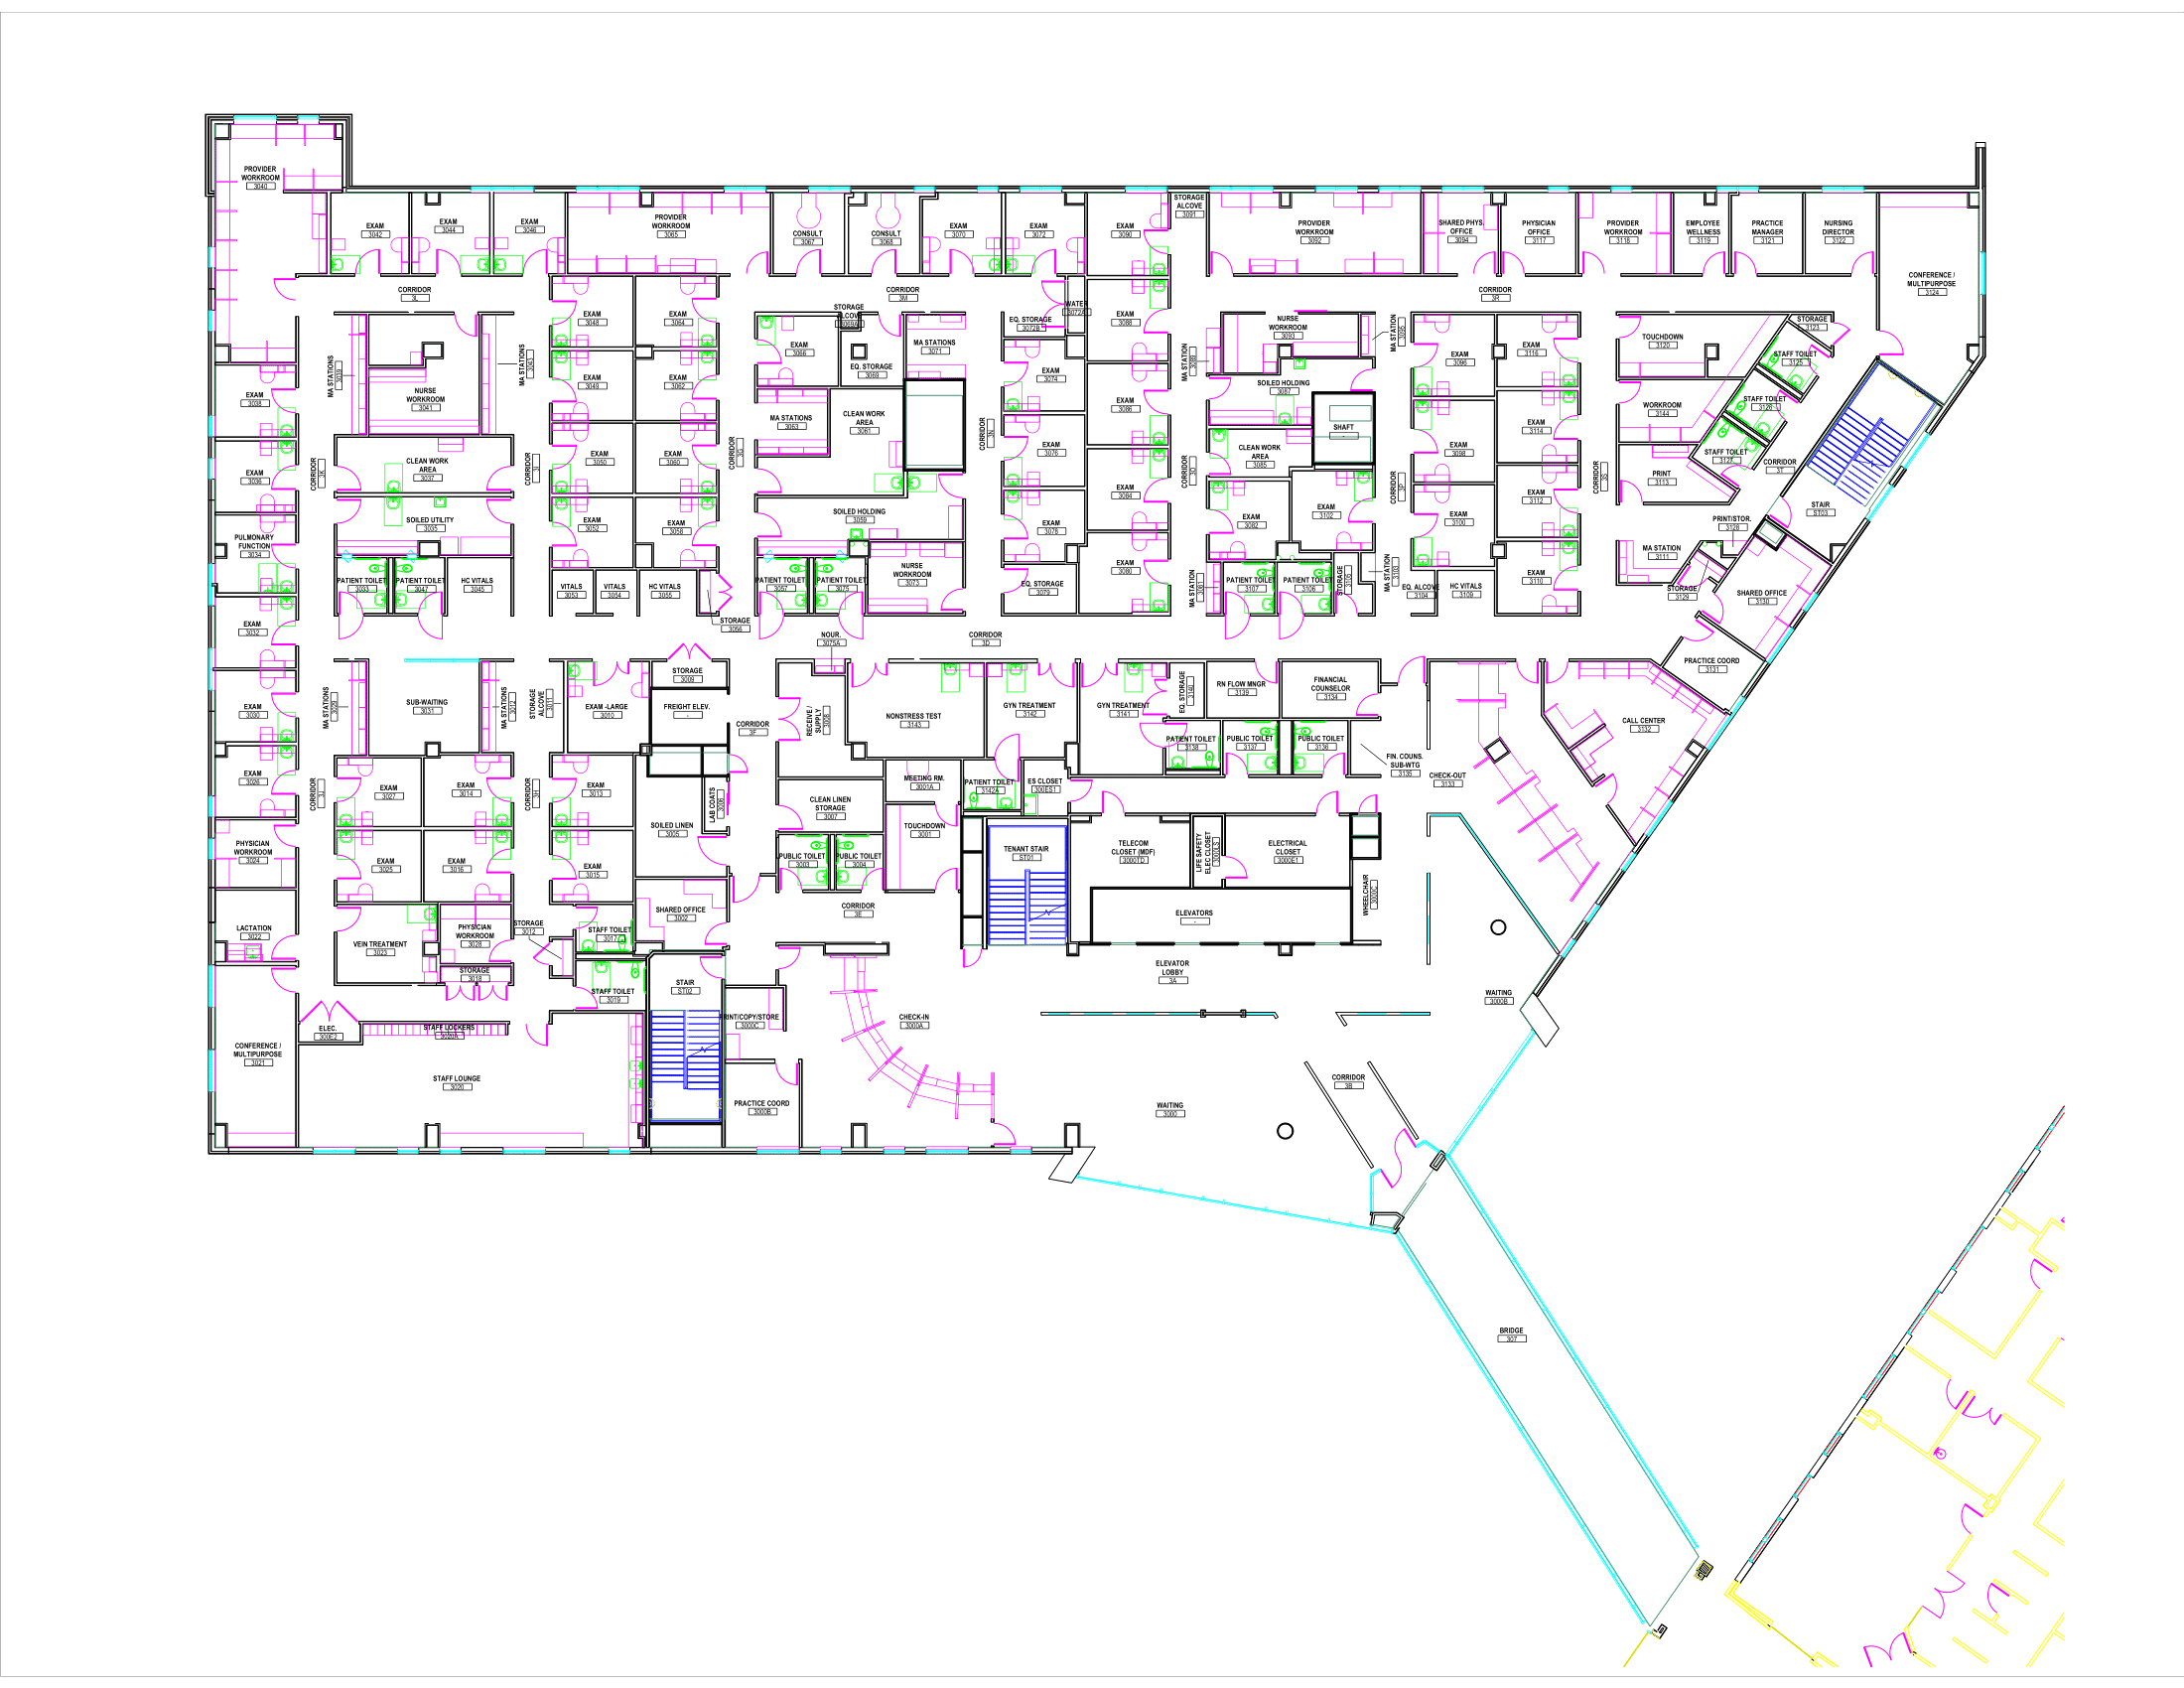 PROVIDER
WORKROOM
3040
EXAM
3042
EXAM
3044
EXAM
3046
PROVIDER
WORKROOM
3065
CONSULT
3067
CONSULT
3068
EXAM
3070
EXAM
3072
EXAM
3090
STORAGE
ALCOVE
3091
PROVIDER
WORKROOM
3092
SHARED PHYS.
OFFICE
3094
PHYSICIAN
OFFICE
3117
PROVIDER
WORKROOM
3118
EMPLOYEE
WELLNESS
3119
PRACTICE
MANAGER
3121
NURSING
DIRECTOR
3122
CONFERENCE /
MULTIPURPOSE
3124
CORRIDOR
3L
CORRIDOR
3M
CORRIDOR
3R
STORAGE
ALCOVE
WATER
3072A
EQ. STORAGE
3072B
EXAM
3048
EXAM
3064
EXAM
3066
EQ. STORAGE
3069
MA STATIONS
3071
EXAM
3088
NURSE
WORKROOM
3093
MA STATION
3095
EXAM
3096
EXAM
3116
TOUCHDOWN
3120
STORAGE
3123
STAFF TOILET
3125
MA STATIONS
3039
NURSE
WORKROOM
3041
MA STATIONS
3043
EXAM
3049
EXAM
3062
EXAM
3074
EXAM
3086
MA STATION
3089
SOILED HOLDING
3087
EXAM
3038
MA STATIONS
3063
CLEAN WORK
AREA
3061
SHAFT
-
EXAM
3114
WORKROOM
3144
STAFF TOILET
3126
EXAM
3036
CORRIDOR
3K
CLEAN WORK
AREA
3037
CORRIDOR
3I
EXAM
3050
EXAM
3060
CORRIDOR
3G
CORRIDOR
3N
EXAM
3076
EXAM
3084
CORRIDOR
3O
CLEAN WORK
AREA
3085
CORRIDOR
3P
EXAM
3098
CORRIDOR
3S
PRINT
3113
STAFF TOILET
3127
CORRIDOR
3T
STAIR
ST03
PULMONARY
FUNCTION
3034
SOILED UTILITY
3035
EXAM
3052
EXAM
3058
SOILED HOLDING
3059
EXAM
3078
EXAM
3082
EXAM
3102
EXAM
3100
EXAM
3112
PRINT/STOR.
3128
MA STATION
3111
PATIENT TOILET
3033
PATIENT TOILET
3047
HC VITALS
3045
VITALS
3053
VITALS
3054
HC VITALS
3055
STORAGE
3056
PATIENT TOILET
3057
PATIENT TOILET
3075
NURSE
WORKROOM
3073
EQ. STORAGE
3079
EXAM
3080
MA STATION
3081
PATIENT TOILET
3107
PATIENT TOILET
3106
STORAGE
3105
MA STATION
3103
EQ. ALCOVE
3104
HC VITALS
3109
EXAM
3110
STORAGE
3129
SHARED OFFICE
3130
EXAM
3032
NOUR.
3075A
CORRIDOR
3D
PRACTICE COORD
3131
EXAM
3030
MA STATIONS
3029
SUB-WAITING
3031
MA STATIONS
3012
STORAGE
ALCOVE
3011
EXAM -LARGE
3010
STORAGE
3009
FREIGHT ELEV.
-
CORRIDOR
3F
RECEIVE /
SUPPLY
3008
NONSTRESS TEST
3143
GYN TREATMENT
3142
GYN TREATMENT
3141
EQ. STORAGE
3140
RN FLOW MNGR
3139
FINANCIAL
COUNSELOR
3134
CALL CENTER
3132
PATIENT TOILET
3138
PUBLIC TOILET
3137
PUBLIC TOILET
3136
FIN. COUNS.
SUB-WTG
3135
CHECK-OUT
3133
EXAM
3026
CORRIDOR
3J
EXAM
3027
EXAM
3014
CORRIDOR
3H
EXAM
3013
LAB COATS
3006
SOILED LINEN
3005
CLEAN LINEN
STORAGE
3007
MEETING RM.
3001A
PATIENT TOILET
3142A
ES CLOSET
300ES1
PHYSICIAN
WORKROOM
3024
EXAM
3025
EXAM
3016
EXAM
3015
PUBLIC TOILET
3003
PUBLIC TOILET
3004
TOUCHDOWN
3001
TENANT STAIR
ST01
TELECOM
CLOSET (MDF)
3000TD
LIFE SAFETY
ELEC CLOSET
300LS1
ELECTRICAL
CLOSET
3000E1
WHEELCHAIR
3000C
LACTATION
3022
VEIN TREATMENT
3023
PHYSICIAN
WORKROOM
3028
STORAGE
3012
STAFF TOILET
3017
SHARED OFFICE
3002
CORRIDOR
3E
ELEVATORS
-
STORAGE
3018
STAFF TOILET
3019
STAIR
ST02
ELEVATOR
LOBBY
3A
WAITING
3000B
CONFERENCE /
MULTIPURPOSE
3021
ELEC.
300E2
STAFF LOCKERS
3020A
PRINT/COPY/STORE
3000C
CHECK-IN
3000A
STAFF LOUNGE
3020
PRACTICE COORD
3000B
WAITING
3000
CORRIDOR
3B
BRIDGE
307